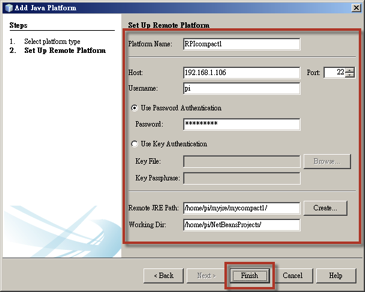 Add Java Platform
Steps
1. Select platform type
2. Set Up Remote Platform
Set Up Remote Platform
Platform Name: RPIcompact1
Host: 192.168.1.106 Port: 22
Username: pi
Use Password Authentication
Password: *********
Use Key Authentication
Key File: Browse...
Key Passphrase:
Remote JRE Path: /home/pi/myjre/mycompact1/ Create...
Working Dir: /home/pi/NetBeansProjects/
< Back Next > Finish Cancel Help